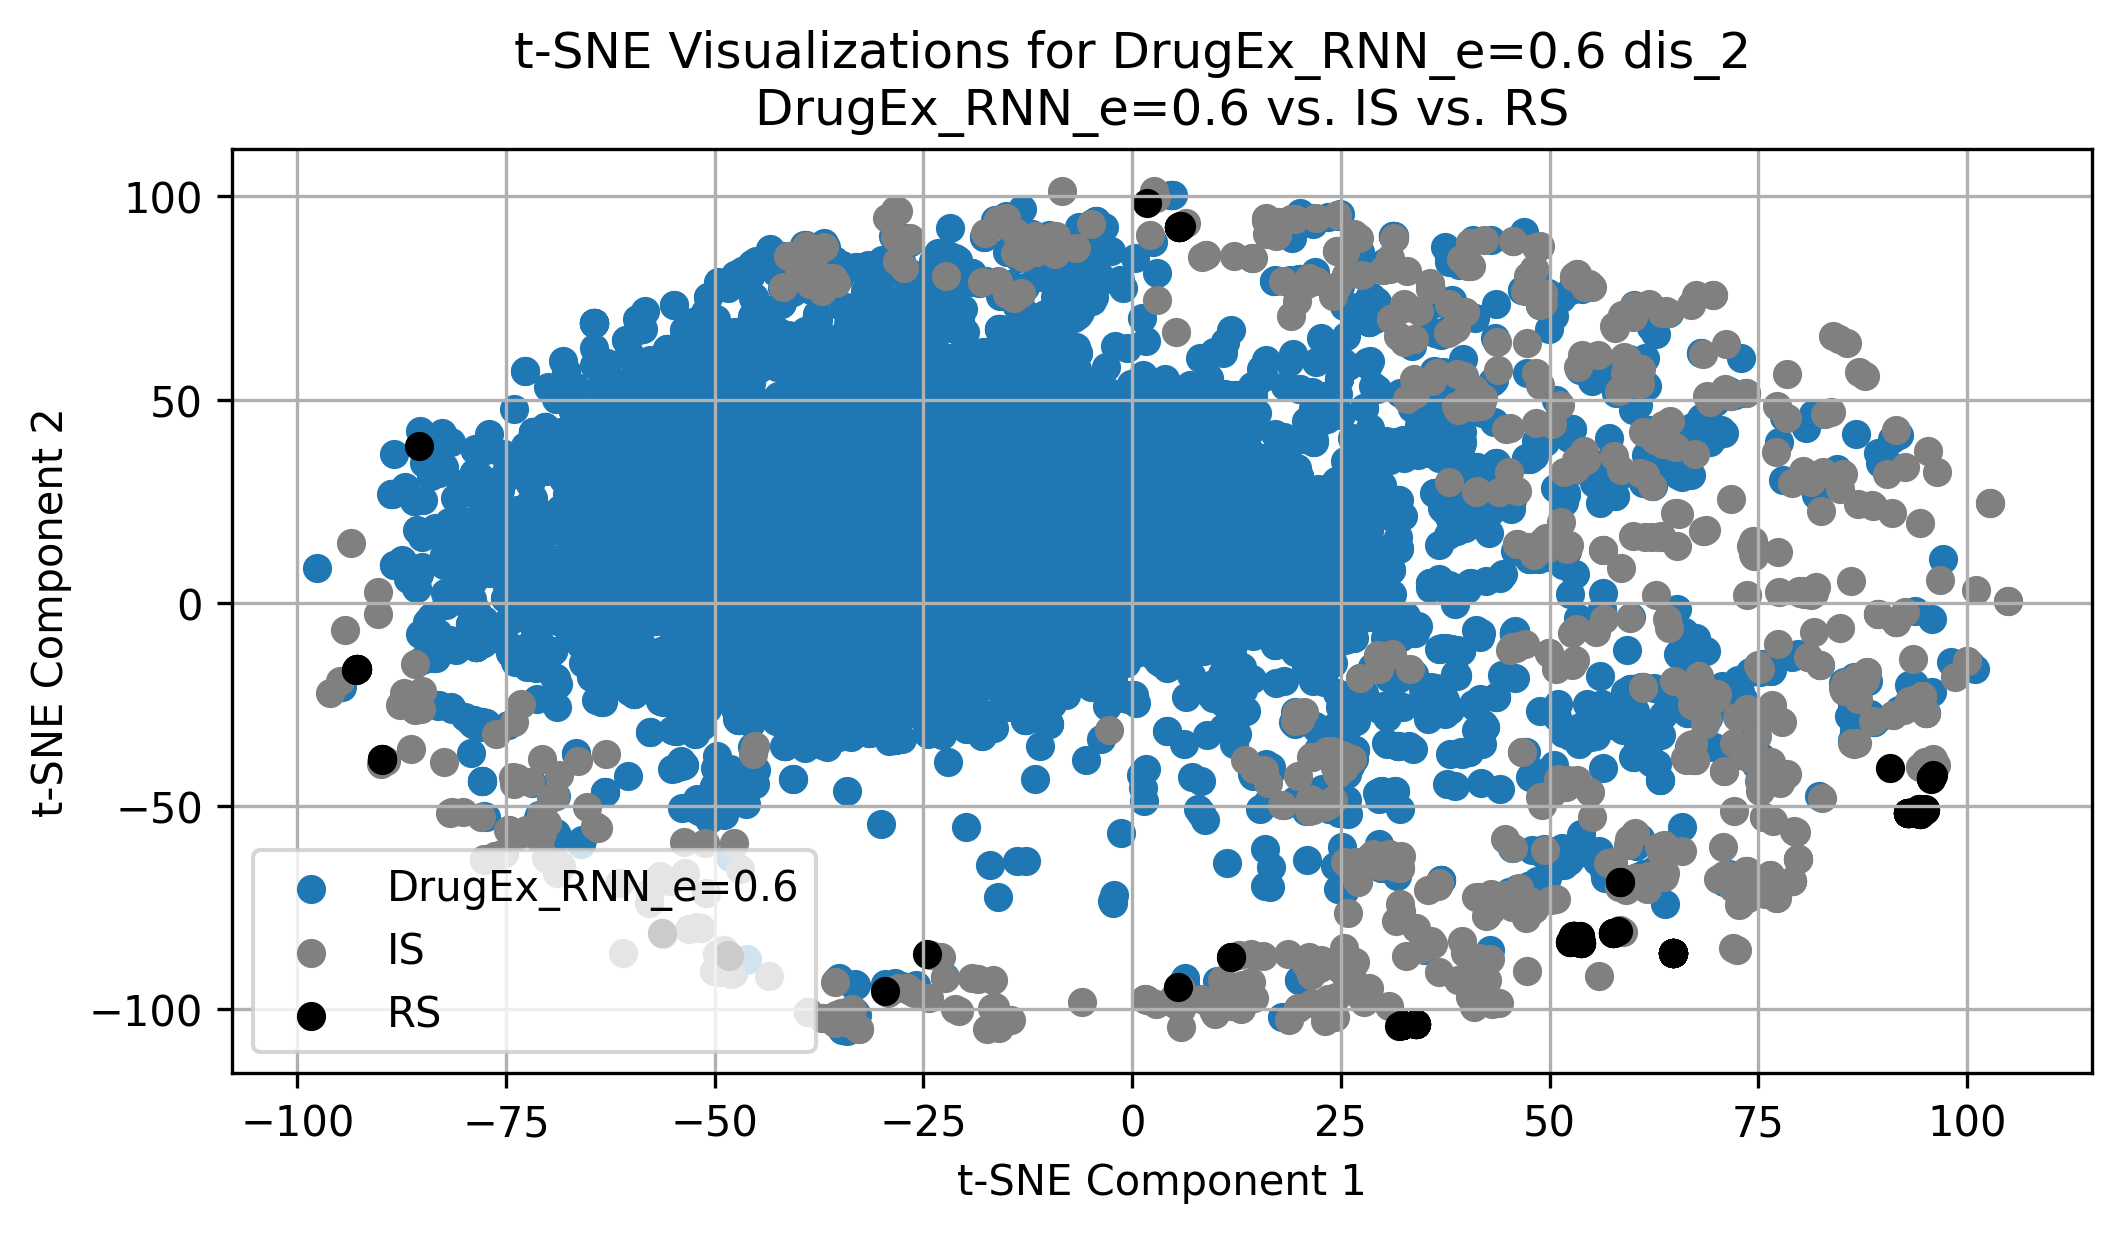 t-SNE Visualizations for DrugEx_RNN_e=0.6 dis_2
DrugEx_RNN_e=0.6 vs. IS vs. RS
t-SNE Component 2
100
50
0
−50
−100
DrugEx_RNN_e=0.6
IS
RS
−100 −75 −50 −25 0 25 50 75 100
t-SNE Component 1